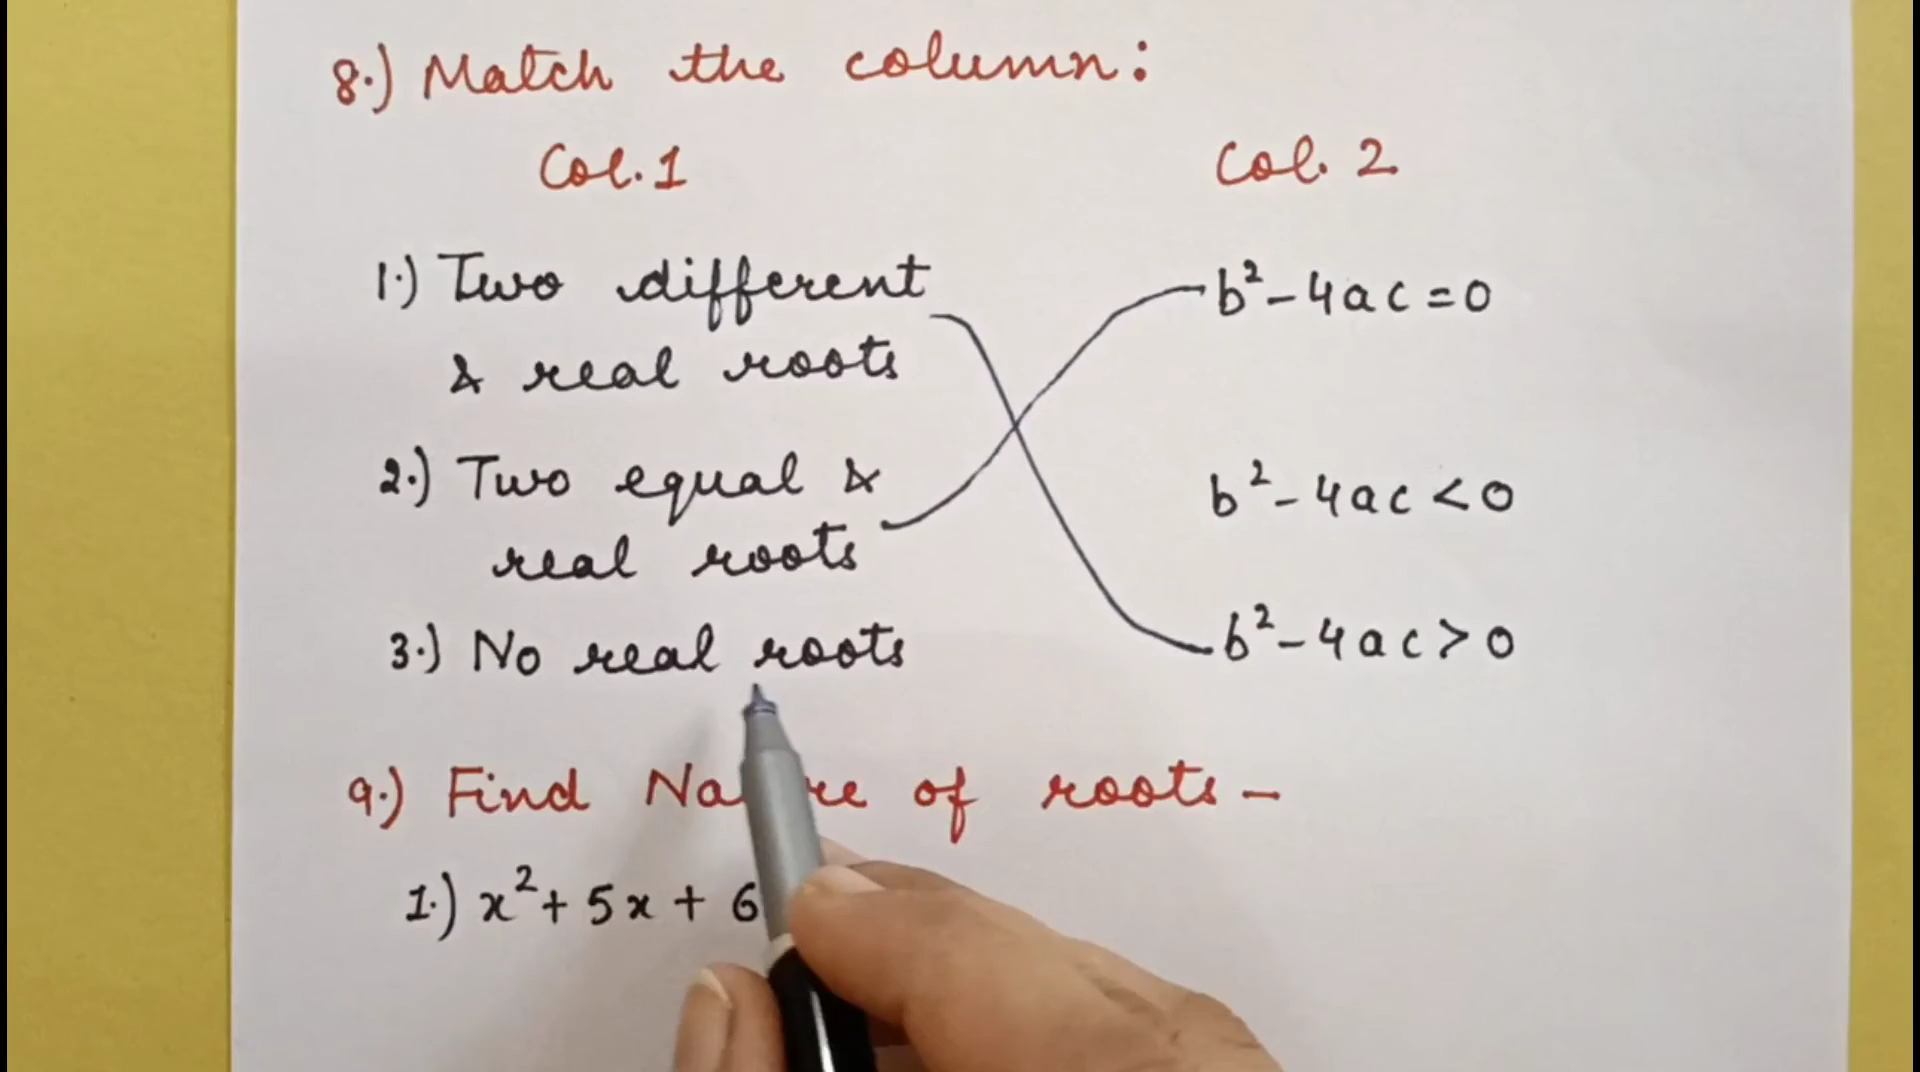 8.) Match the column:
Col. 1 Col. 2
1.) Two different b² - 4ac = 0
& real roots
2.) Two equal & b² - 4ac < 0
real roots
3.) No real roots b² - 4ac > 0
9.) Find of roots -
1.) x² + 5x + 6